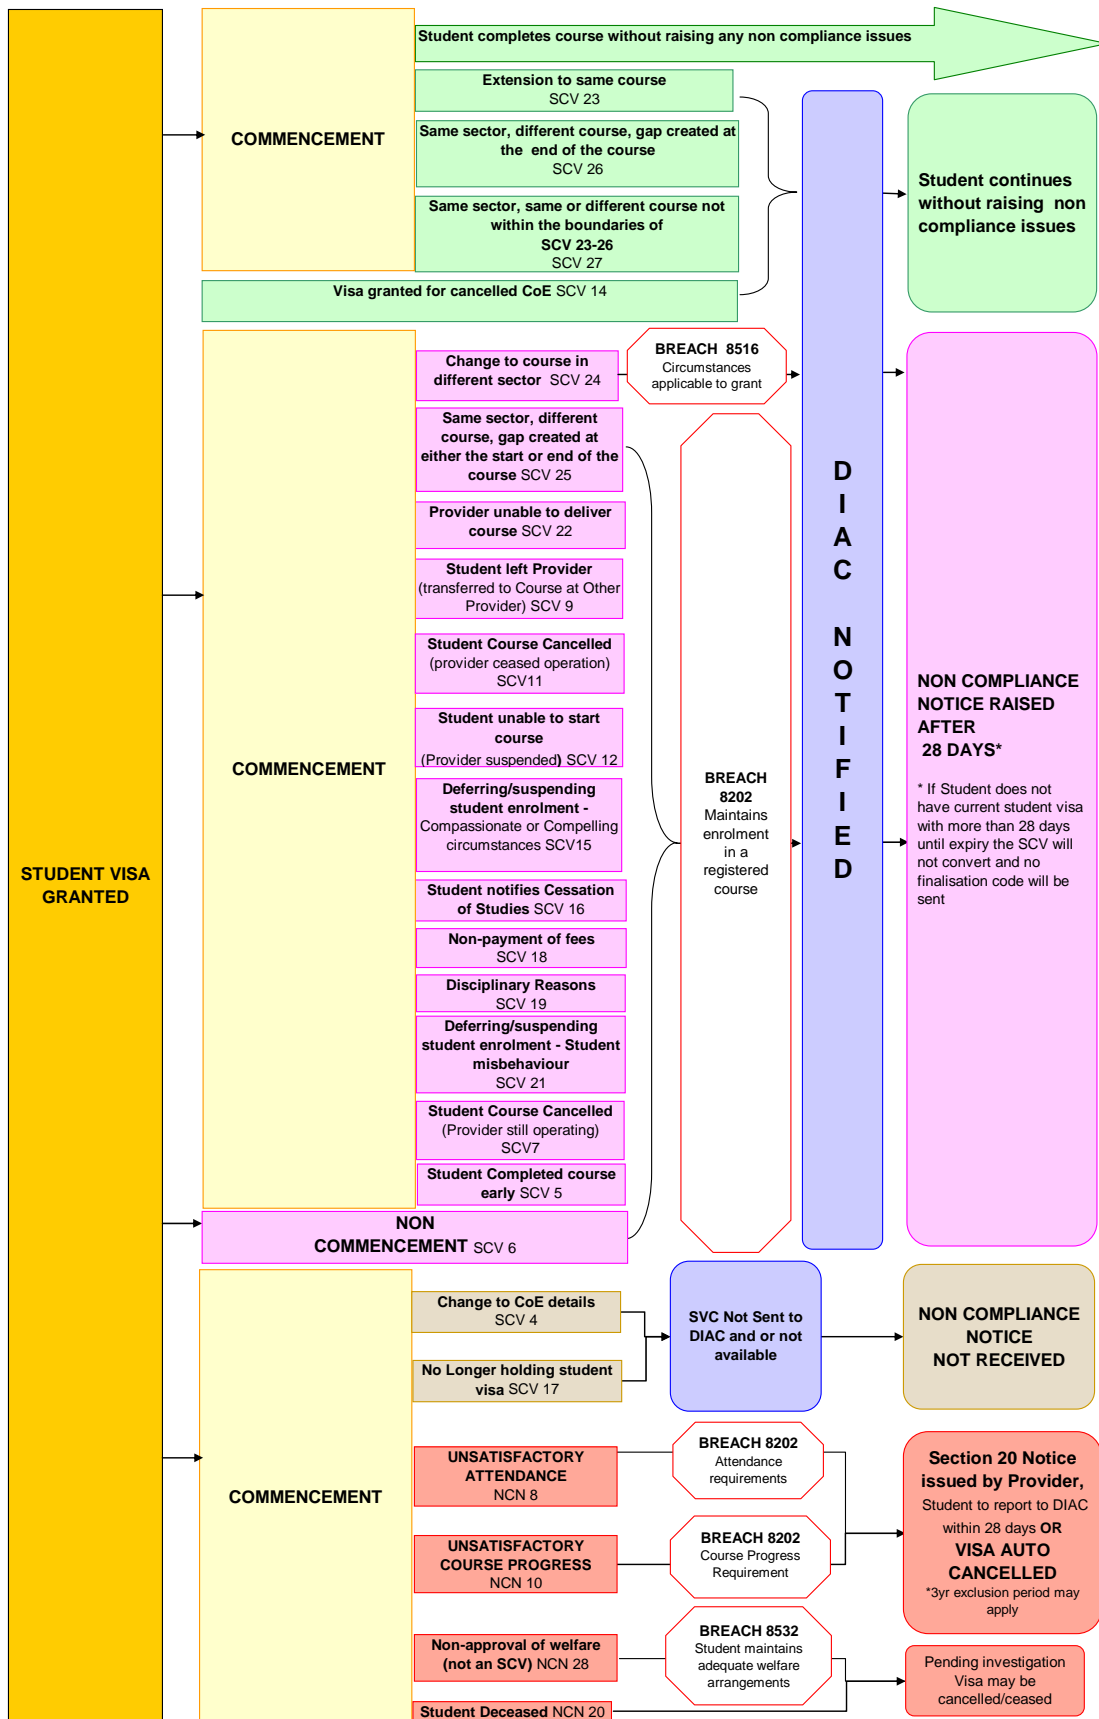 STUDENT VISA
GRANTED
COMMENCEMENT
Student completes course without raising any non compliance issues
Extension to same course
SCV 23
Same sector, different course, gap created at
the end of the course
SCV 26
Same sector, same or different course not
within the boundaries of
SCV 23-26
SCV 27
Visa granted for cancelled CoE SCV 14
Student continues
without raising non
compliance issues
COMMENCEMENT
Change to course in
different sector SCV 24
BREACH 8516
Circumstances
applicable to grant
Same sector, different
course, gap created at
either the start or end of the
course SCV 25
Provider unable to deliver
course SCV 22
Student left Provider
(transferred to Course at Other
Provider) SCV 9
Student Course Cancelled
(provider ceased operation)
SCV11
Student unable to start
course
(Provider suspended) SCV 12
Deferring/suspending
student enrolment -
Compassionate or Compelling
circumstances SCV15
Student notifies Cessation
of Studies SCV 16
Non-payment of fees
SCV 18
Disciplinary Reasons
SCV 19
Deferring/suspending
student enrolment - Student
misbehaviour
SCV 21
Student Course Cancelled
(Provider still operating)
SCV7
Student Completed course
early SCV 5
NON
COMMENCEMENT SCV 6
BREACH
8202
Maintains
enrolment
in a
registered
course
D
I
A
C
N
O
T
I
F
I
E
D
NON COMPLIANCE
NOTICE RAISED
AFTER
28 DAYS*
* If Student does not
have current student visa
with more than 28 days
until expiry the SCV will
not convert and no
finalisation code will be
sent
COMMENCEMENT
Change to CoE details
SCV 4
No Longer holding student
visa SCV 17
SVC Not Sent to
DIAC and or not
available
NON COMPLIANCE
NOTICE
NOT RECEIVED
UNSATISFACTORY
ATTENDANCE
NCN 8
BREACH 8202
Attendance
requirements
UNSATISFACTORY
COURSE PROGRESS
NCN 10
BREACH 8202
Course Progress
Requirement
Section 20 Notice
issued by Provider,
Student to report to DIAC
within 28 days OR
VISA AUTO
CANCELLED
*3yr exclusion period may
apply
Non-approval of welfare
(not an SCV) NCN 28
BREACH 8532
Student maintains
adequate welfare
arrangements
Student Deceased NCN 20
Pending investigation
Visa may be
cancelled/ceased